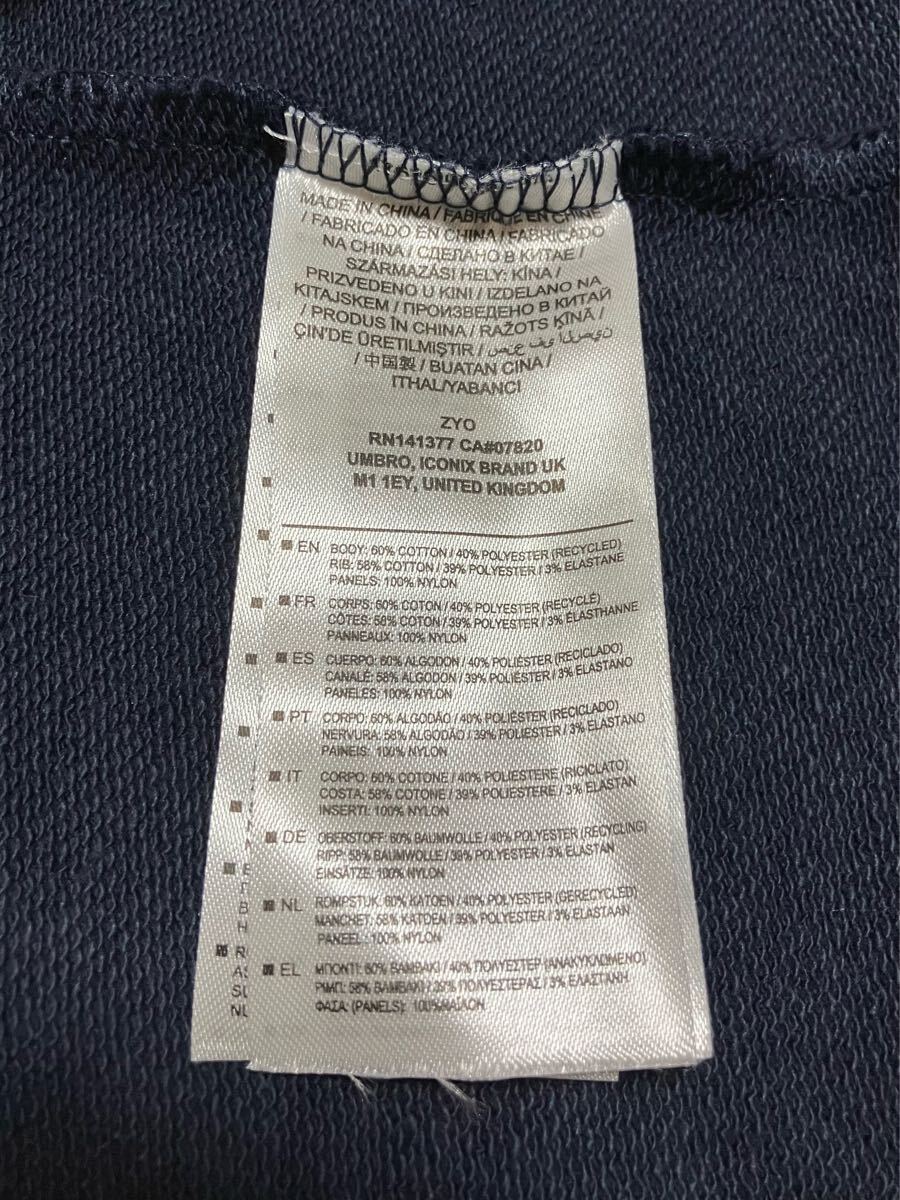 MADE IN CHINA / FABRIQUE EN CHINE
/ FABRICADO EN CHINA / FABRICADO
NA CHINA / СДЕЛАНО В КИТАЕ /
SZÁRMAZÁSI HELY: KÍNA /
PRIZVEDENO U KINI / IZDELANO NA
KITAJSKEM / ПРОИЗВЕДЕНО В КИТАЙ
/ PRODUS ÎN CHINA / RAŽOTS ĶĪNĀ /
ÇIN'DE ÜRETILMIŞTIR / صنع في الصين
/ 中国製 / BUATAN CINA /
ITHAL/YABANCI
ZYO
RN141377 CA#07820
UMBRO, ICONIX BRAND UK
M1 1EY, UNITED KINGDOM
EN BODY: 60% COTTON / 40% POLYESTER (RECYCLED)
RIB: 58% COTTON / 39% POLYESTER / 3% ELASTANE
PANELS: 100% NYLON
FR CORPS: 60% COTON / 40% POLYESTER (RECYCLÉ)
CÔTES: 58% COTON / 39% POLYESTER / 3% ÉLASTHANNE
PANNEAUX: 100% NYLON
ES CUERPO: 60% ALGODÓN / 40% POLIÉSTER (RECICLADO)
CANALÉ: 58% ALGODÓN / 39% POLIÉSTER / 3% ELASTANO
PANELES: 100% NYLON
PT CORPO: 60% ALGODÃO / 40% POLIÉSTER (RECICLADO)
NERVURA: 58% ALGODÃO / 39% POLIÉSTER / 3% ELASTANO
PAINEIS: 100% NYLON
IT CORPO: 60% COTONE / 40% POLIESTERE (RICICLATO)
COSTA: 58% COTONE / 39% POLIESTERE / 3% ELASTAN
INSERTI: 100% NYLON
DE OBERSTOFF: 60% BAUMWOLLE / 40% POLYESTER (RECYCLING)
RIPP: 58% BAUMWOLLE / 39% POLYESTER / 3% ELASTAN
EINSÄTZE: 100% NYLON
NL ROMPSTUK: 60% KATOEN / 40% POLYESTER (GERECYCLED)
MANCHET: 58% KATOEN / 39% POLYESTER / 3% ELASTAAN
PANEEL: 100% NYLON
EL ΜΠΟΝΤΙ: 60% ΒΑΜΒΑΚΙ / 40% ΠΟΛΥΕΣΤΕΡ (ΑΝΑΚΥΚΛΩΜΕΝΟ)
ΡΙΜΠ: 58% ΒΑΜΒΑΚΙ / 39% ΠΟΛΥΕΣΤΕΡΑΣ / 3% ΕΛΑΣΤΑΝΗ
ΦΑΣΑ: (PANELS): 100% ΝΑΪΛΟΝ